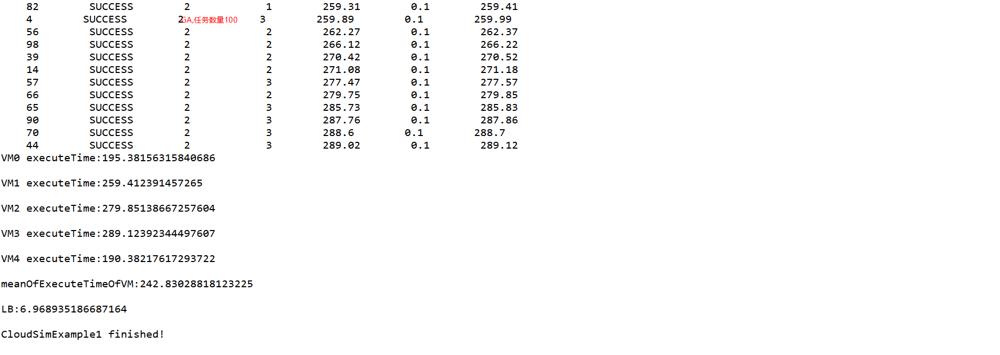 82 SUCCESS 2 1 259.31 0.1 259.41
4 SUCCESS 2 GA,任务数量100 3 259.89 0.1 259.99
56 SUCCESS 2 2 262.27 0.1 262.37
98 SUCCESS 2 2 266.12 0.1 266.22
39 SUCCESS 2 2 270.42 0.1 270.52
14 SUCCESS 2 2 271.08 0.1 271.18
57 SUCCESS 2 3 277.47 0.1 277.57
66 SUCCESS 2 2 279.75 0.1 279.85
65 SUCCESS 2 3 285.73 0.1 285.83
90 SUCCESS 2 3 287.76 0.1 287.86
70 SUCCESS 2 3 288.6 0.1 288.7
44 SUCCESS 2 3 289.02 0.1 289.12
VM0 executeTime:195.38156315840686
VM1 executeTime:259.412391457265
VM2 executeTime:279.85138667257604
VM3 executeTime:289.12392344497607
VM4 executeTime:190.38217617293722
meanOfExecuteTimeOfVM:242.83028818123225
LB:6.968935186687164
CloudSimExample1 finished!